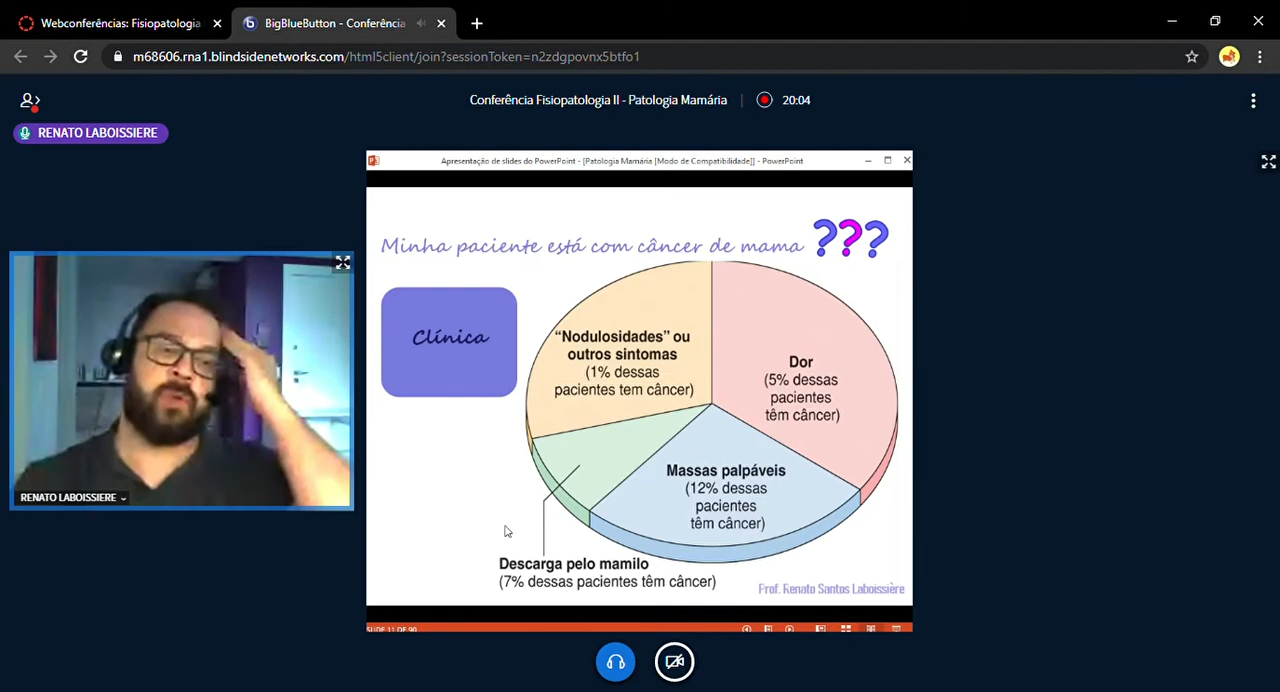 Webconferências: Fisiopatologia
BigBlueButton - Conferência
m68606.rna1.blindsidenetworks.com/html5client/join?sessionToken=n2zdgpovnx5btfo1
Conferência Fisiopatologia II - Patologia Mamária
20:04
RENATO LABOISSIERE
Apresentação de slides do PowerPoint - [Patologia Mamária [Modo de Compatibilidade]] - PowerPoint
Minha paciente está com câncer de mama ???
Clínica
“Nodulosidades” ou
outros sintomas
(1% dessas
pacientes tem câncer)
Dor
(5% dessas
pacientes
têm câncer)
Massas palpáveis
(12% dessas
pacientes
têm câncer)
Descarga pelo mamilo
(7% dessas pacientes têm câncer)
Prof. Renato Santos Laboissière
SLIDE 11 DE 90
RENATO LABOISSIERE